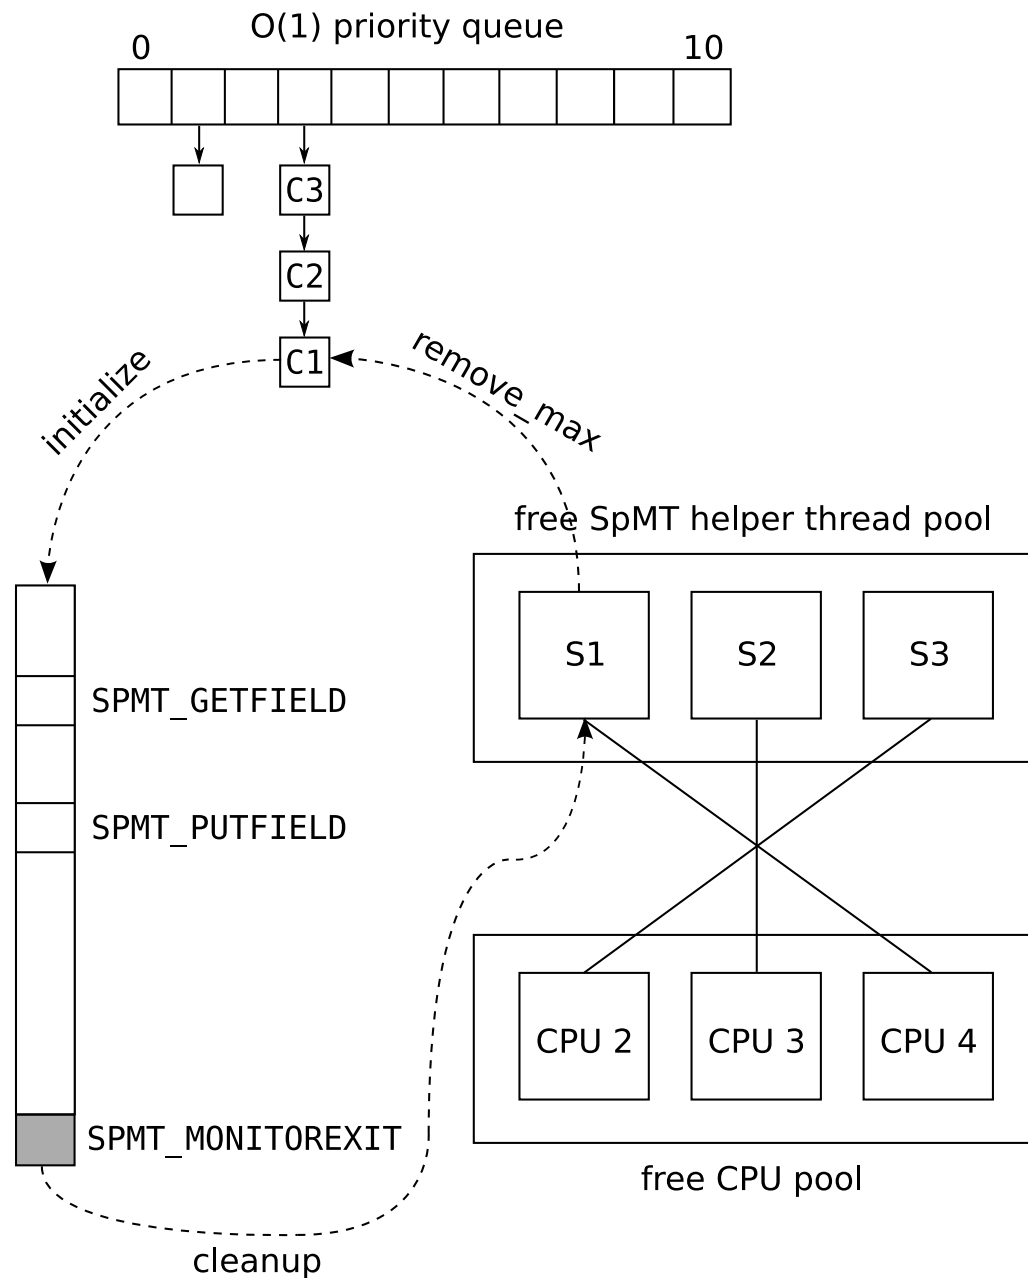 O(1) priority queue
0 10
C3
C2
C1
initialize
remove_max
free SpMT helper thread pool
S1 S2 S3
SPMT_GETFIELD
SPMT_PUTFIELD
CPU 2 CPU 3 CPU 4
SPMT_MONITOREXIT
free CPU pool
cleanup